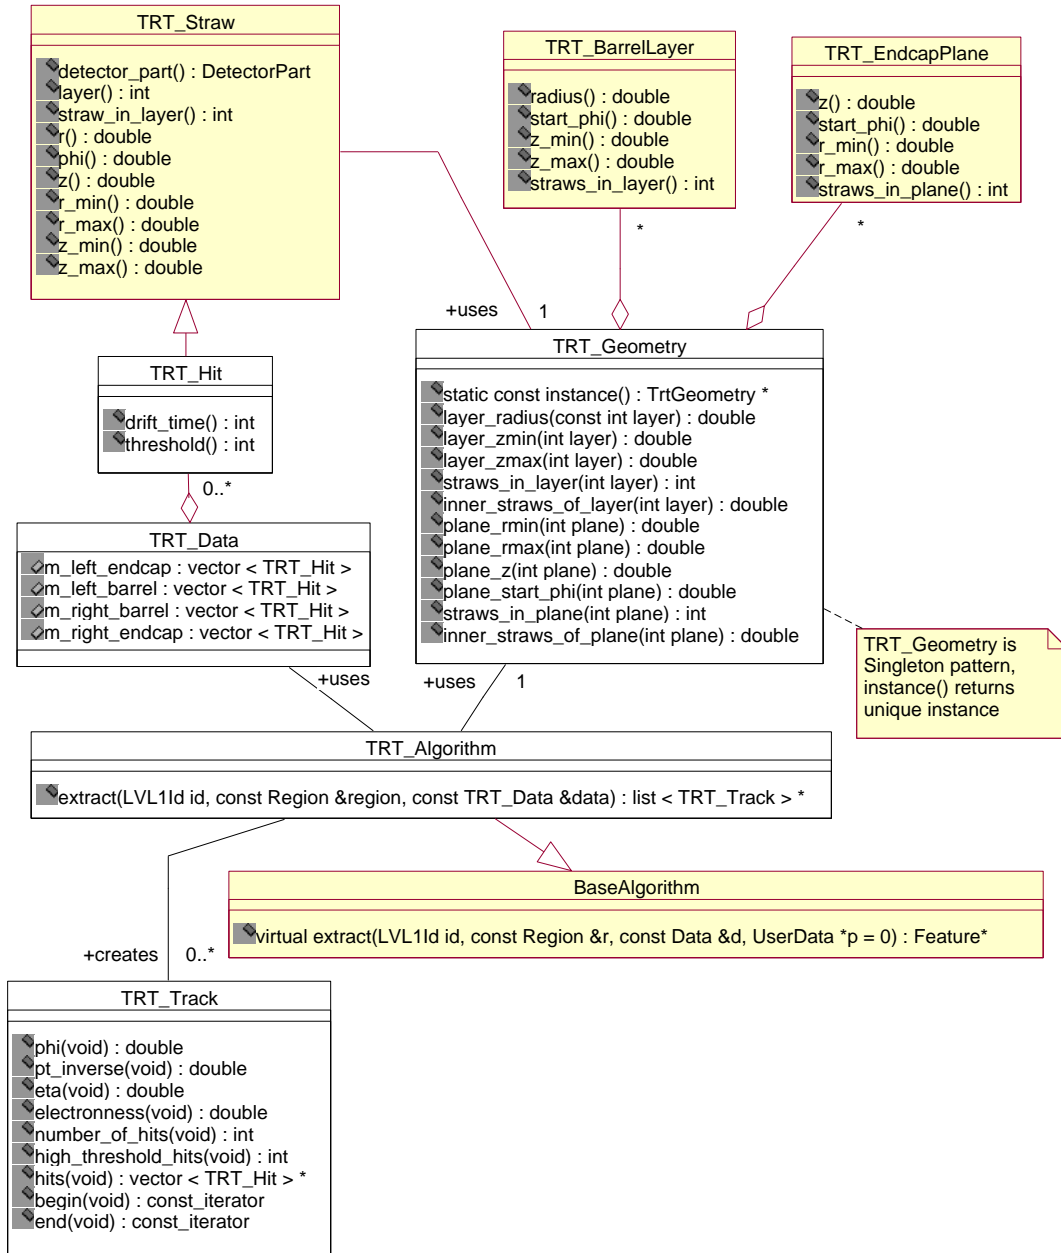 TRT_Straw
detector_part() : DetectorPart
layer() : int
straw_in_layer() : int
r() : double
phi() : double
z() : double
r_min() : double
r_max() : double
z_min() : double
z_max() : double
TRT_BarrelLayer
radius() : double
start_phi() : double
z_min() : double
z_max() : double
straws_in_layer() : int
TRT_EndcapPlane
z() : double
start_phi() : double
r_min() : double
r_max() : double
straws_in_plane() : int
*
*
+uses
1
TRT_Hit
drift_time() : int
threshold() : int
0..*
TRT_Geometry
static const instance() : TrtGeometry *
layer_radius(const int layer) : double
layer_zmin(int layer) : double
layer_zmax(int layer) : double
straws_in_layer(int layer) : int
inner_straws_of_layer(int layer) : double
plane_rmin(int plane) : double
plane_rmax(int plane) : double
plane_z(int plane) : double
plane_start_phi(int plane) : double
straws_in_plane(int plane) : int
inner_straws_of_plane(int plane) : double
TRT_Data
m_left_endcap : vector < TRT_Hit >
m_left_barrel : vector < TRT_Hit >
m_right_barrel : vector < TRT_Hit >
m_right_endcap : vector < TRT_Hit >
TRT_Geometry is
Singleton pattern,
instance() returns
unique instance
+uses
+uses
1
TRT_Algorithm
extract(LVL1Id id, const Region &region, const TRT_Data &data) : list < TRT_Track > *
BaseAlgorithm
virtual extract(LVL1Id id, const Region &r, const Data &d, UserData *p = 0) : Feature*
+creates
0..*
TRT_Track
phi(void) : double
pt_inverse(void) : double
eta(void) : double
electronness(void) : double
number_of_hits(void) : int
high_threshold_hits(void) : int
hits(void) : vector < TRT_Hit > *
begin(void) : const_iterator
end(void) : const_iterator